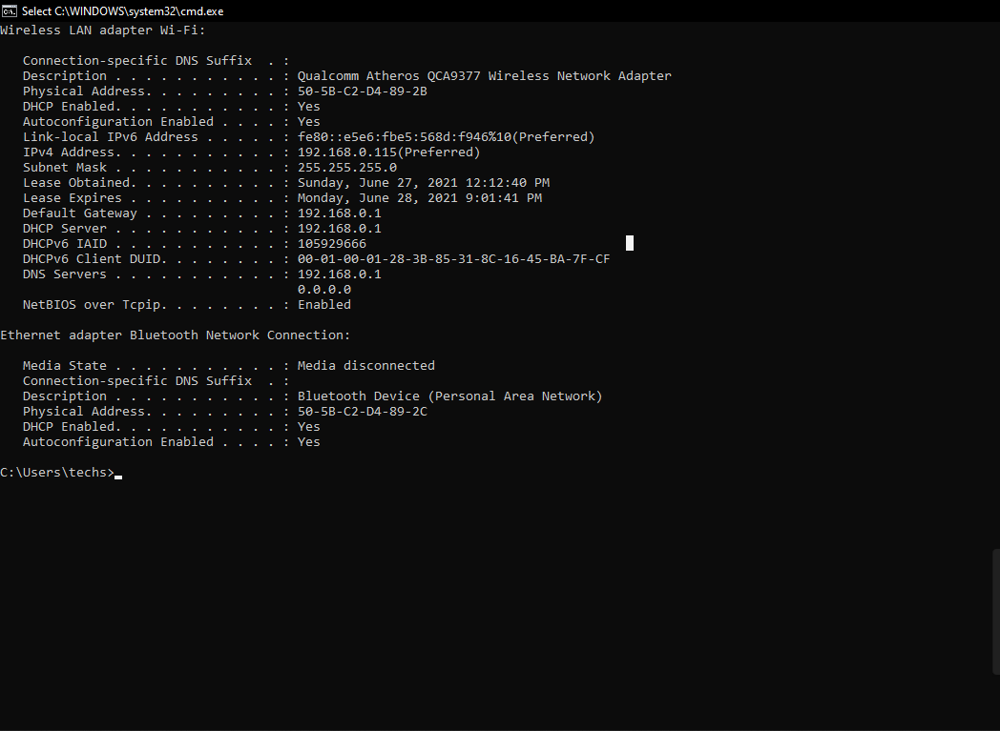 Select C:\WINDOWS\system32\cmd.exe
Wireless LAN adapter Wi-Fi:
Connection-specific DNS Suffix  . :
Description . . . . . . . . . . . : Qualcomm Atheros QCA9377 Wireless Network Adapter
Physical Address. . . . . . . . . : 50-5B-C2-D4-89-2B
DHCP Enabled. . . . . . . . . . . : Yes
Autoconfiguration Enabled . . . . : Yes
Link-local IPv6 Address . . . . . : fe80::e5e6:fbe5:568d:f946%10(Preferred)
IPv4 Address. . . . . . . . . . . : 192.168.0.115(Preferred)
Subnet Mask . . . . . . . . . . . : 255.255.255.0
Lease Obtained. . . . . . . . . . : Sunday, June 27, 2021 12:12:40 PM
Lease Expires . . . . . . . . . . : Monday, June 28, 2021 9:01:41 PM
Default Gateway . . . . . . . . . : 192.168.0.1
DHCP Server . . . . . . . . . . . : 192.168.0.1
DHCPv6 IAID . . . . . . . . . . . : 105929666
DHCPv6 Client DUID. . . . . . . . : 00-01-00-01-28-3B-85-31-8C-16-45-BA-7F-CF
DNS Servers . . . . . . . . . . . : 192.168.0.1
0.0.0.0
NetBIOS over Tcpip. . . . . . . . : Enabled
Ethernet adapter Bluetooth Network Connection:
Media State . . . . . . . . . . . : Media disconnected
Connection-specific DNS Suffix  . :
Description . . . . . . . . . . . : Bluetooth Device (Personal Area Network)
Physical Address. . . . . . . . . : 50-5B-C2-D4-89-2C
DHCP Enabled. . . . . . . . . . . : Yes
Autoconfiguration Enabled . . . . : Yes
C:\Users\techs>